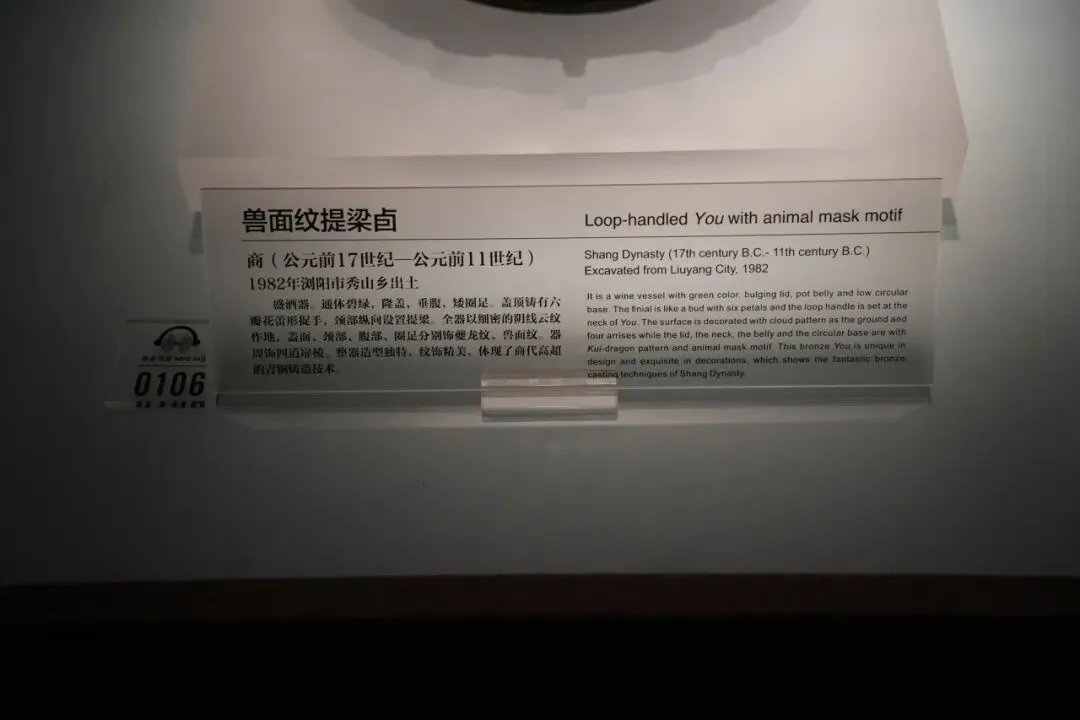 兽面纹提梁卣
商（公元前17世纪—公元前11世纪）
1982年浏阳市秀山乡出土
盛酒器。通体碧绿，隆盖，垂腹，矮圈足。盖顶铸有六
瓣花蕾形捉手，颈部纵向设置提梁。全器以细密的阴线云纹
作地，盖面、颈部、腹部、圈足分别饰夔龙纹、兽面纹。器
周饰四道扉棱。整器造型独特，纹饰精美，体现了商代高超
的青铜铸造技术。
Loop-handled You with animal mask motif
Shang Dynasty (17th century B.C.- 11th century B.C.)
Excavated from Liuyang City, 1982
It is a wine vessel with green color, bulging lid, pot belly and low circular
base. The finial is like a bud with six petals and the loop handle is set at the
neck of You. The surface is decorated with cloud pattern as the ground and
four arrises while the lid, the neck, the belly and the circular base are with
Kui-dragon pattern and animal mask motif. This bronze You is unique in
design and exquisite in decorations, which shows the fantastic bronze
casting techniques of Shang Dynasty.
0106